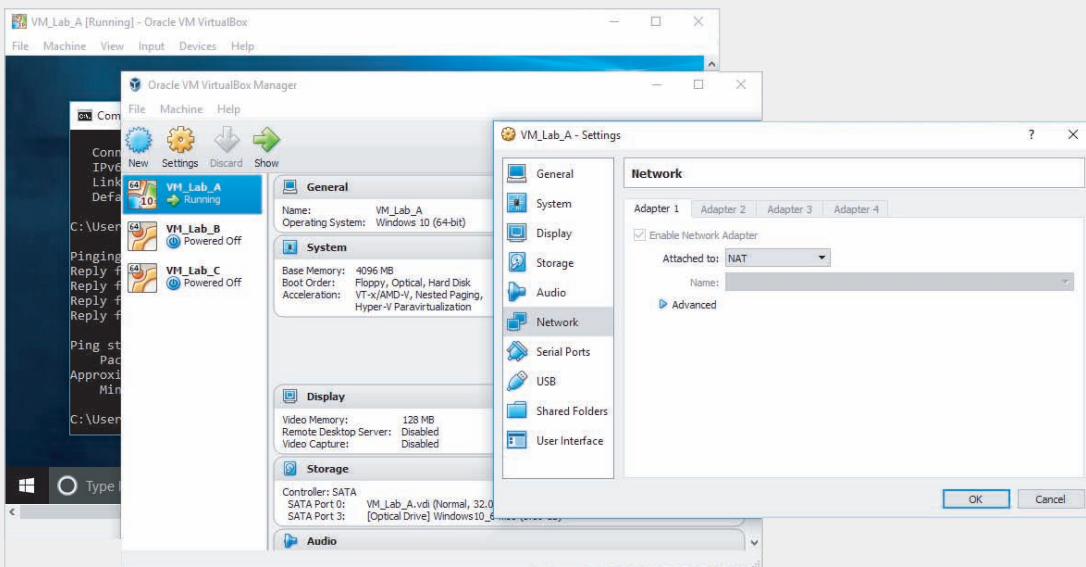 VM_Lab_A [Running] - Oracle VM VirtualBox
File Machine View Input Devices Help
Oracle VM VirtualBox Manager
File Machine Help
New Settings Discard Show
VM_Lab_A
Running
VM_Lab_B
Powered Off
VM_Lab_C
Powered Off
General
Name: VM_Lab_A
Operating System: Windows 10 (64-bit)
System
Base Memory: 4096 MB
Boot Order: Floppy, Optical, Hard Disk
Acceleration: VT-x/AMD-V, Nested Paging,
Hyper-V Paravirtualization
Display
Video Memory: 128 MB
Remote Desktop Server: Disabled
Video Capture: Disabled
Storage
Controller: SATA
SATA Port 0: VM_Lab_A.vdi (Normal, 32.0
SATA Port 3: [Optical Drive] Windows10_6
Audio
Com
Conn
IPv6
Link
Defa
C:\User
Pinging
Reply f
Reply f
Reply f
Reply f
Ping st
Pac
Approxi
Min
C:\User
Type
VM_Lab_A - Settings
General
System
Display
Storage
Audio
Network
Serial Ports
USB
Shared Folders
User Interface
Network
Adapter 1 Adapter 2 Adapter 3 Adapter 4
Enable Network Adapter
Attached to: NAT
Name:
Advanced
OK Cancel